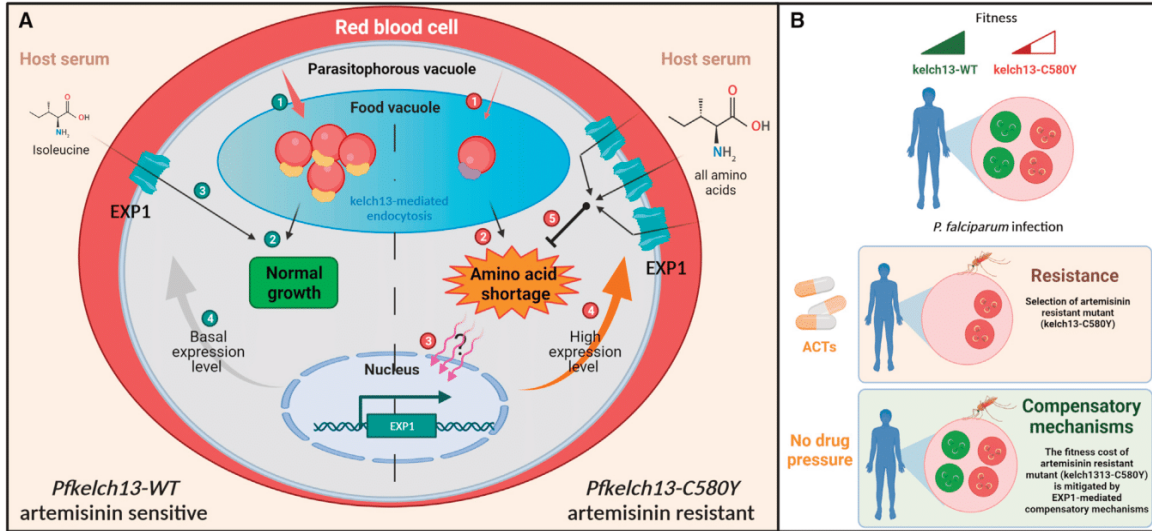 A
Red blood cell
Host serum
Host serum
Parasitophorous vacuole
Food vacuole
1
1
O
OH
NH₂
Isoleucine
O
OH
NH₂
all amino
acids
kelch13-mediated
endocytosis
EXP1
3
2
Normal
growth
5
2
Amino acid
shortage
EXP1
4
Basal
expression
level
3
?
4
High
expression
level
Nucleus
EXP1
Pfkelch13-WT
artemisinin sensitive
Pfkelch13-C580Y
artemisinin resistant
B
Fitness
kelch13-WT
kelch13-C580Y
P. falciparum infection
ACTs
Resistance
Selection of artemisinin
resistant mutant
(kelch13-C580Y)
No drug
pressure
Compensatory
mechanisms
The fitness cost of
artemisinin resistant
mutant (kelch1313-C580Y)
is mitigated by
EXP1-mediated
compensatory mechanisms